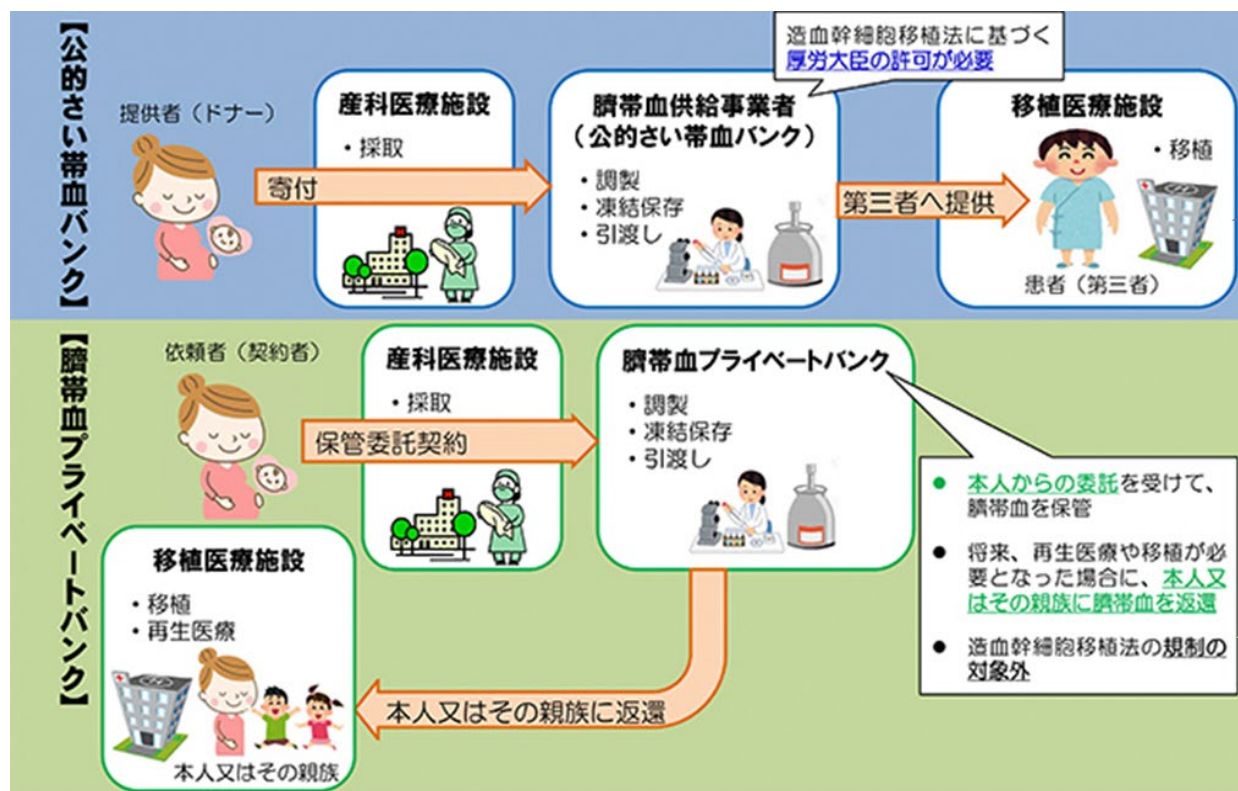 【公的さい帯血バンク】
提供者（ドナー）
産科医療施設
・採取
寄付
臍帯血供給事業者
（公的さい帯血バンク）
・調製
・凍結保存
・引渡し
造血幹細胞移植法に基づく
厚労大臣の許可が必要
第三者へ提供
移植医療施設
・移植
患者（第三者）
【臍帯血プライベートバンク】
依頼者（契約者）
産科医療施設
・採取
保管委託契約
臍帯血プライベートバンク
・調製
・凍結保存
・引渡し
● 本人からの委託を受けて、
臍帯血を保管
● 将来、再生医療や移植が必
要となった場合に、本人又
はその親族に臍帯血を返還
● 造血幹細胞移植法の規制の
対象外
本人又はその親族に返還
移植医療施設
・移植
・再生医療
本人又はその親族